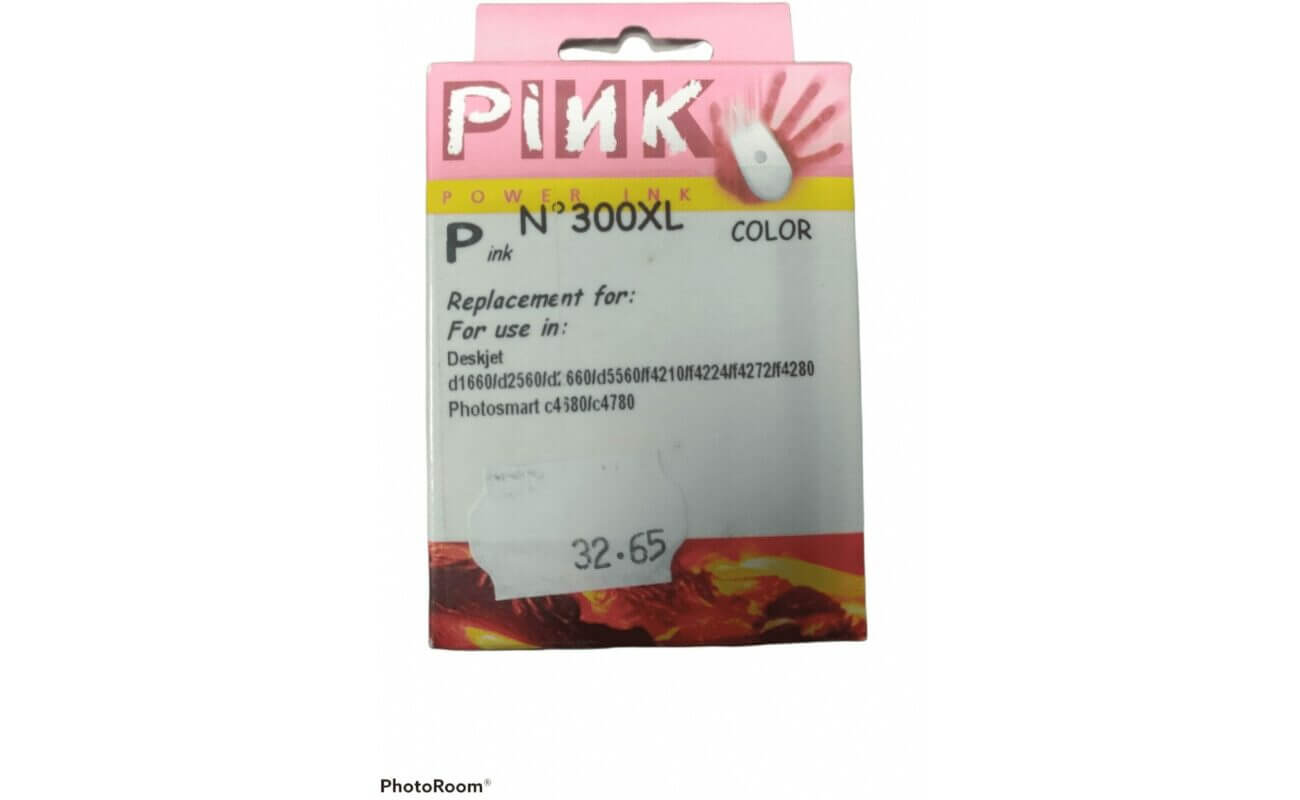 PiNK
POWER INK
N°300XL
COLOR
P ink
Replacement for:
For use in:
Deskjet
d1660/d2560/d2660/d5560/f4210/f4224/f4272/f4280
Photosmart c4680/c4780
32.65
PhotoRoom®